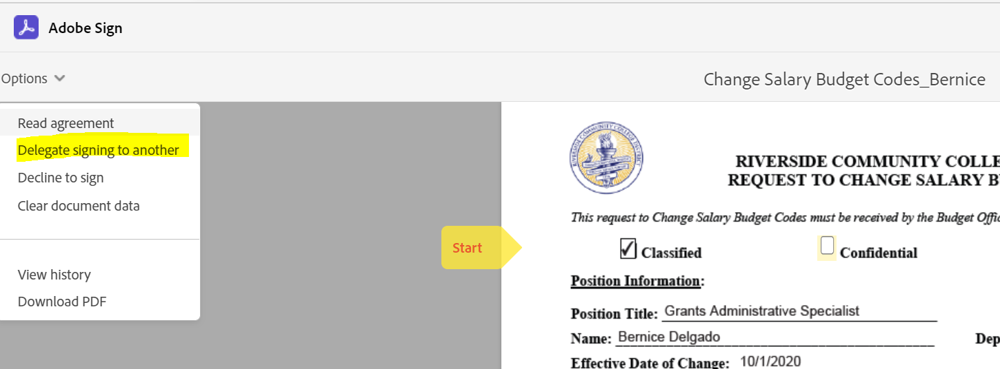 Adobe Sign
Options
Change Salary Budget Codes_Bernice
Read agreement
Delegate signing to another
Decline to sign
Clear document data
View history
Download PDF
Start
RIVERSIDE COMMUNITY COLLE
REQUEST TO CHANGE SALARY B
This request to Change Salary Budget Codes must be received by the Budget Offic
Classified Confidential
Position Information:
Position Title: Grants Administrative Specialist
Name: Bernice Delgado Dep
Effective Date of Change: 10/1/2020